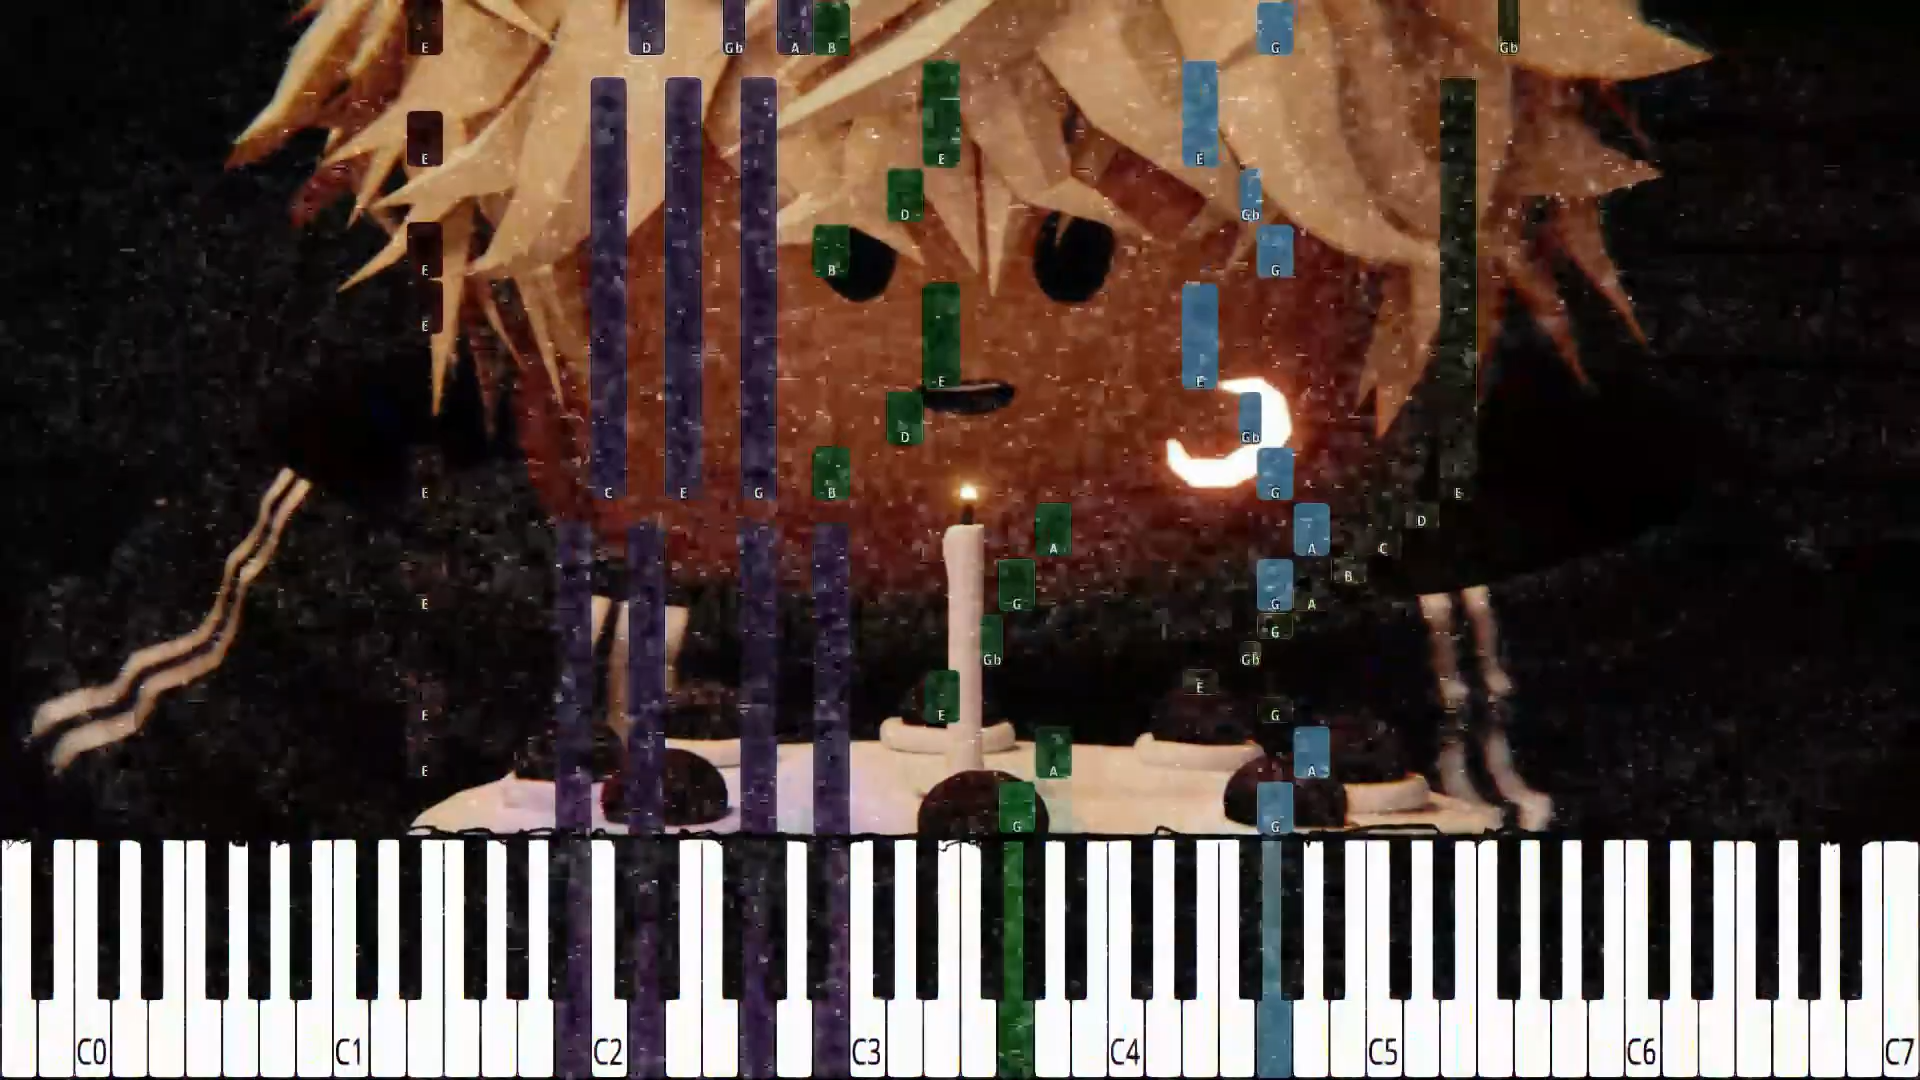 E D Gb A B G Gb
E E E
D Gb
E B G
E
E E
D Gb
E C E G B G E
D
A A C
B
E G G A
G
Gb Gb
E
E E G
E A A
G G
C0 C1 C2 C3 C4 C5 C6 C7